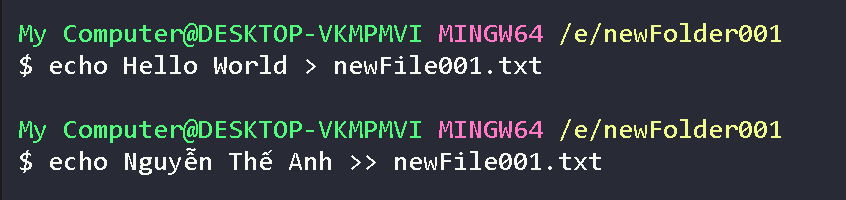 My Computer@DESKTOP-VKMPMVI MINGW64 /e/newFolder001
$ echo Hello World > newFile001.txt
My Computer@DESKTOP-VKMPMVI MINGW64 /e/newFolder001
$ echo Nguyễn Thế Anh >> newFile001.txt